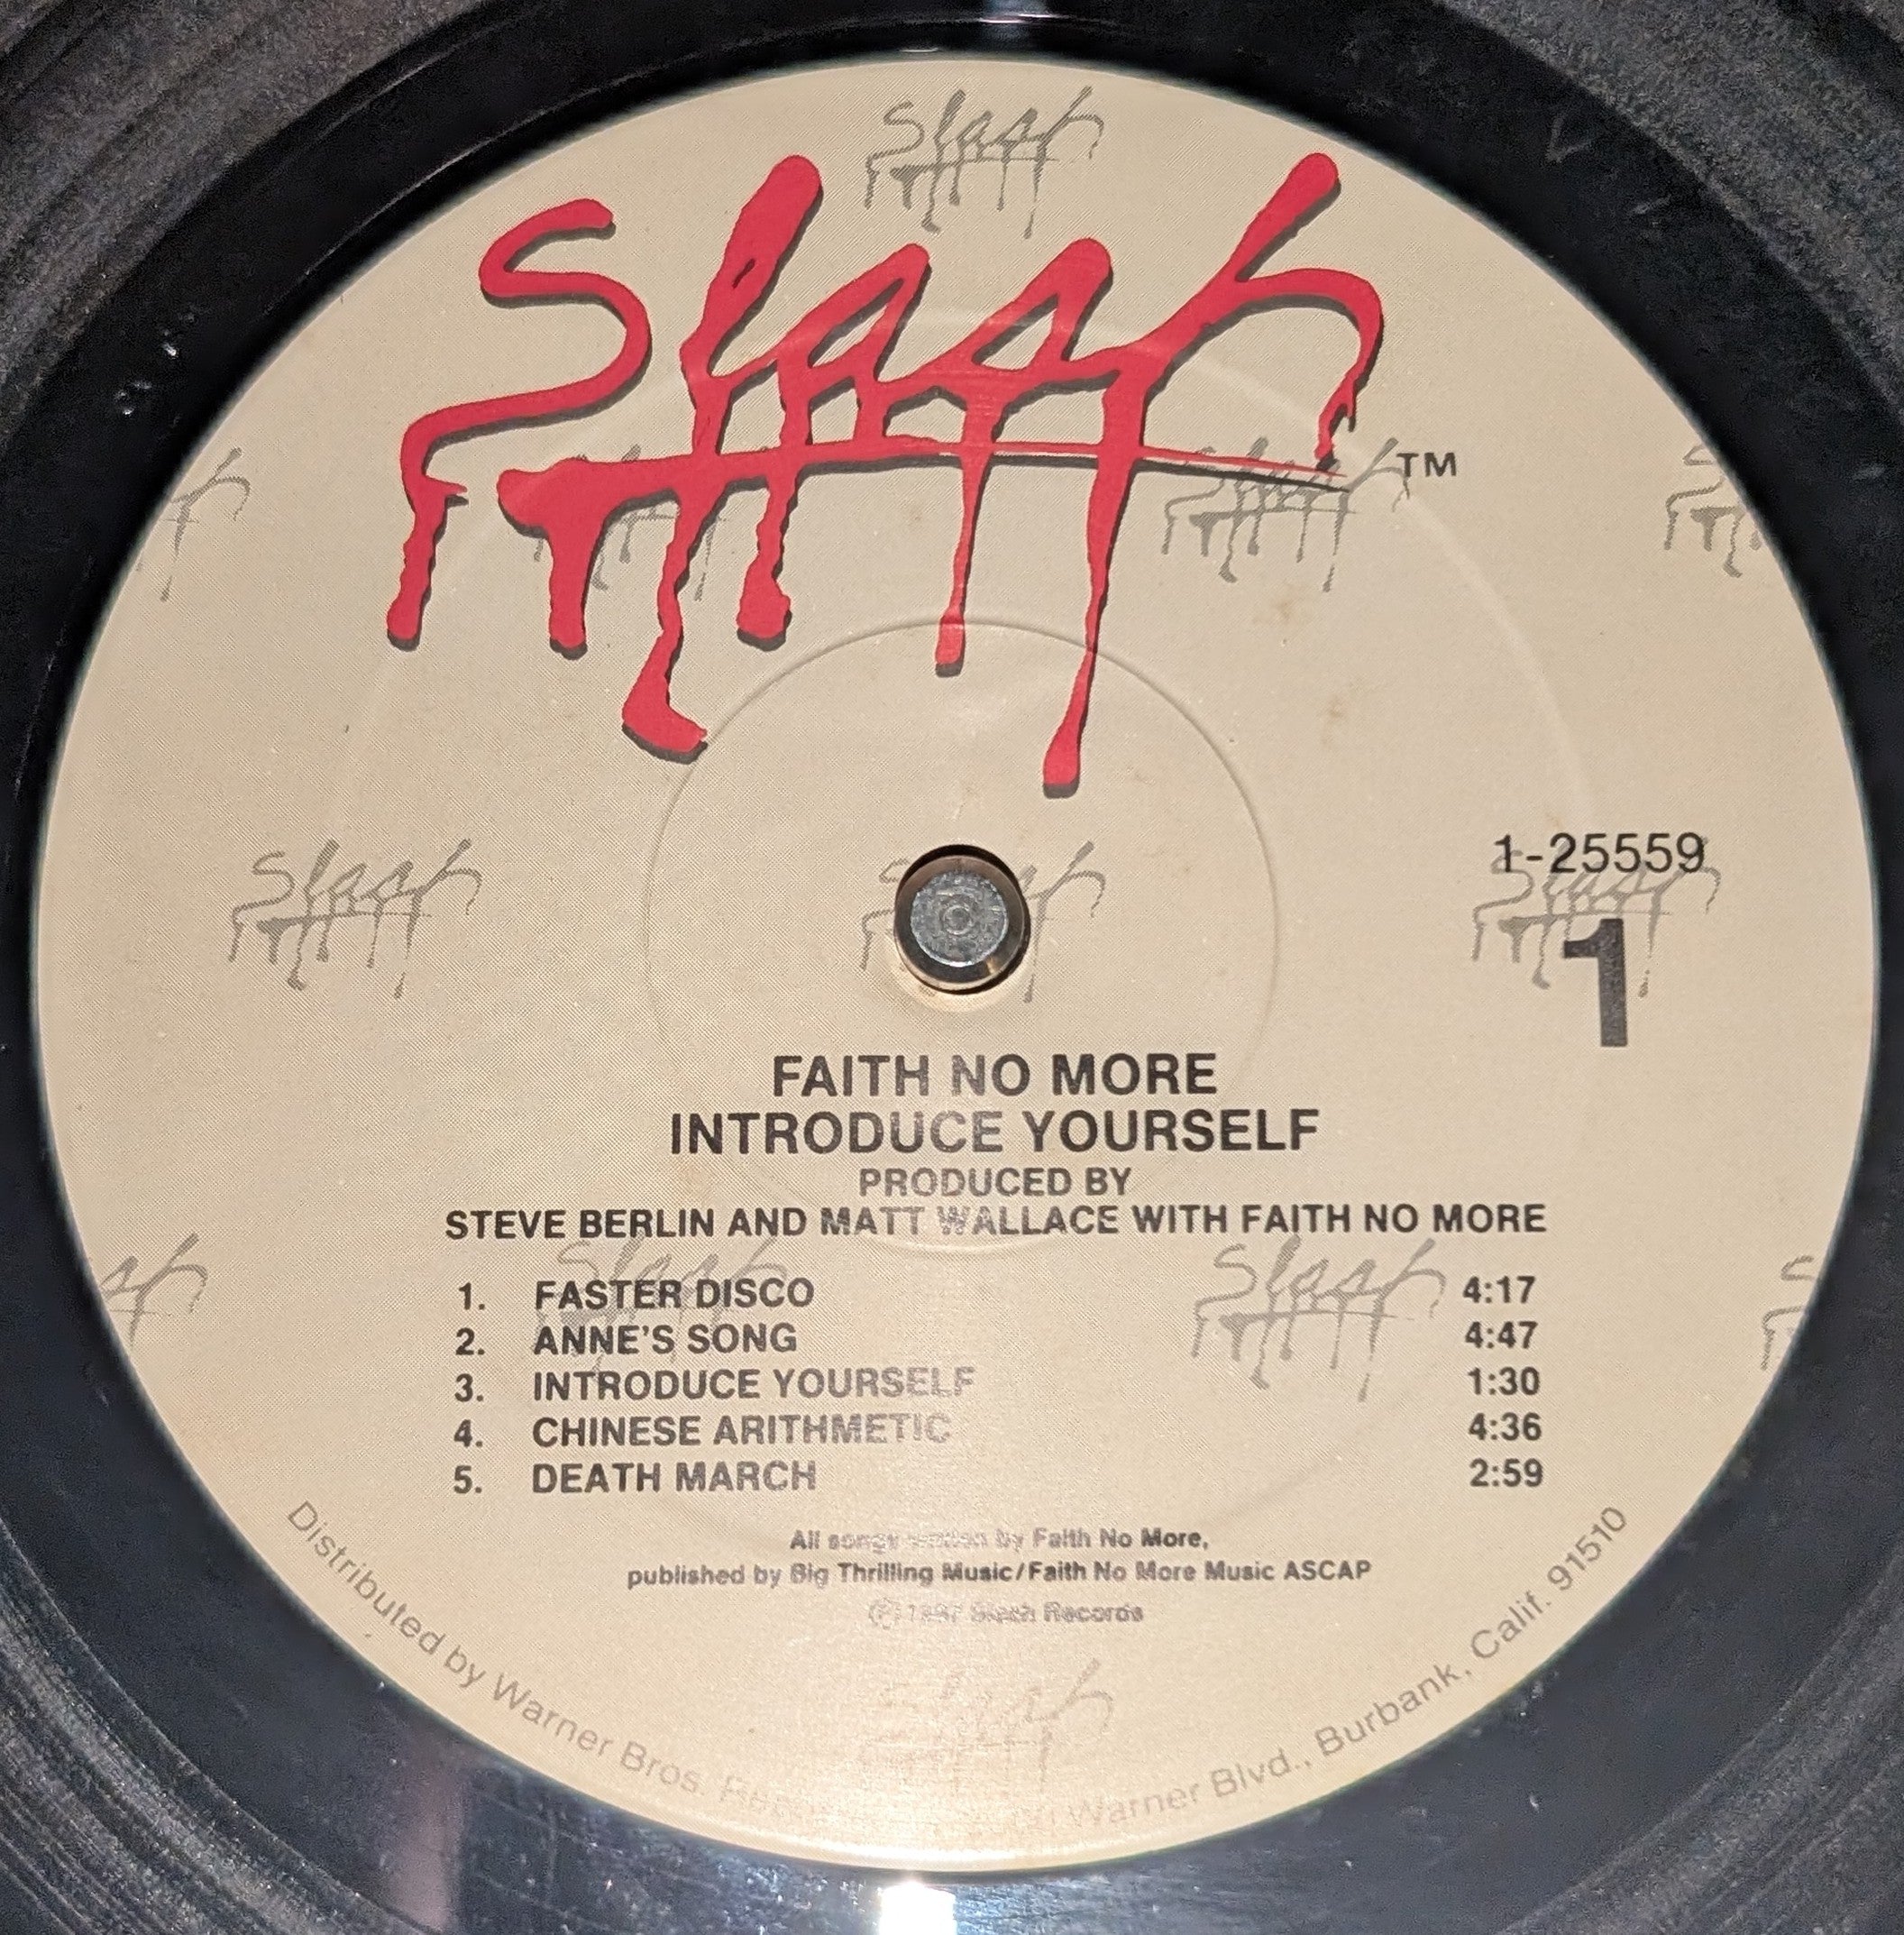 Slash
TM
1-25559
1
FAITH NO MORE
INTRODUCE YOURSELF
PRODUCED BY
STEVE BERLIN AND MATT WALLACE WITH FAITH NO MORE
1. FASTER DISCO 4:17
2. ANNE'S SONG 4:47
3. INTRODUCE YOURSELF 1:30
4. CHINESE ARITHMETIC 4:36
5. DEATH MARCH 2:59
All songs written by Faith No More,
published by Big Thrilling Music/Faith No More Music ASCAP
Ⓟ 1987 Slash Records
Distributed by Warner Bros. Warner Blvd., Burbank, Calif. 91510